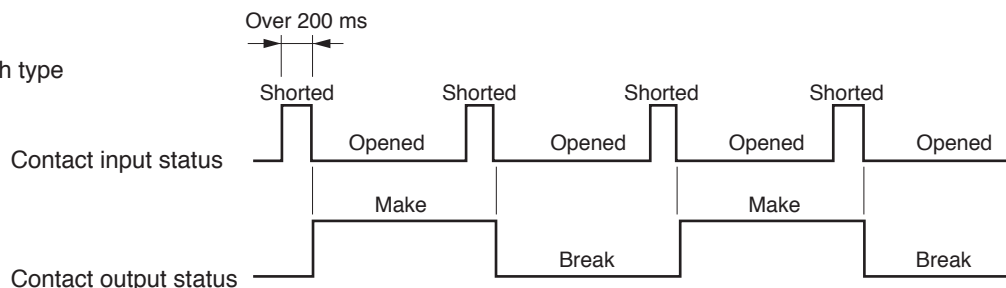 Over 200 ms
h type
Shorted Shorted Shorted Shorted
Contact input status Opened Opened Opened Opened
Make Make
Contact output status Break Break